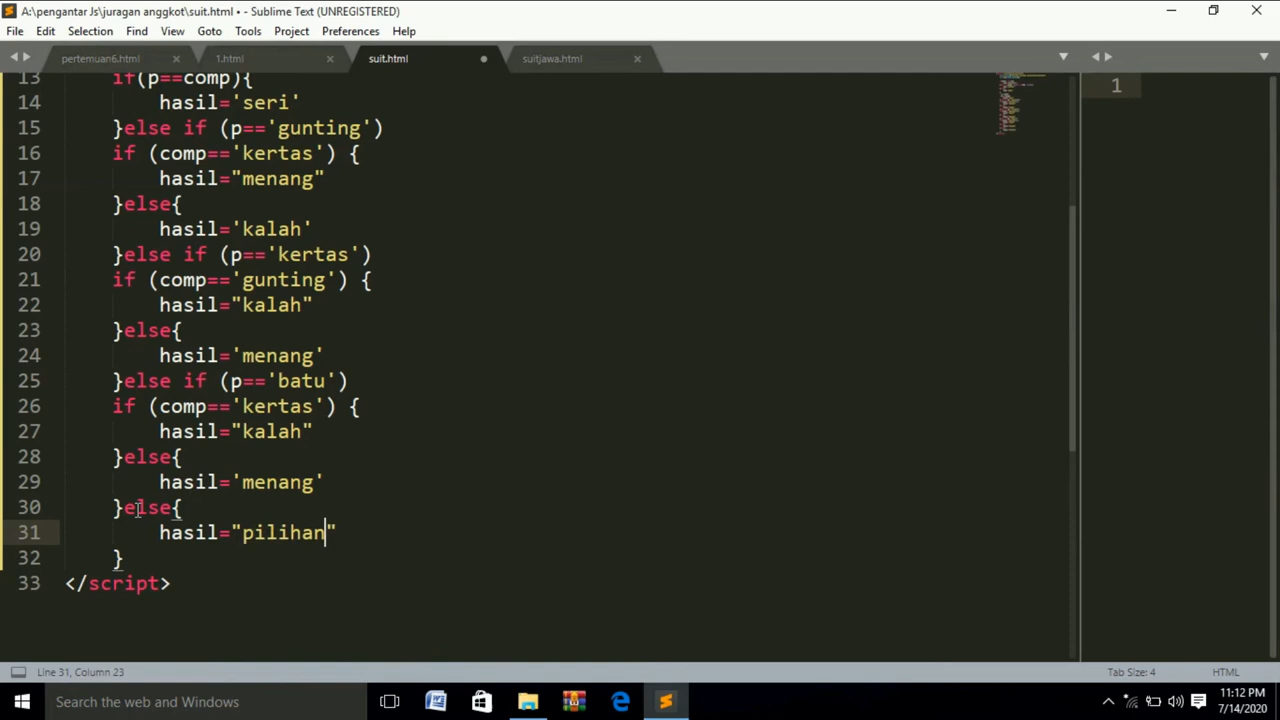 A:\pengantar Js\juragan anggkot\suit.html • - Sublime Text (UNREGISTERED)
File Edit Selection Find View Goto Tools Project Preferences Help
pertemuan6.html 1.html suit.html suitjawa.html
1
13 if(p==comp){
14 hasil='seri'
15 }else if (p=='gunting')
16 if (comp=='kertas') {
17 hasil="menang"
18 }else{
19 hasil='kalah'
20 }else if (p=='kertas')
21 if (comp=='gunting') {
22 hasil="kalah"
23 }else{
24 hasil='menang'
25 }else if (p=='batu')
26 if (comp=='kertas') {
27 hasil="kalah"
28 }else{
29 hasil='menang'
30 }else{
31 hasil="pilihan"
32 }
33 </script>
Line 31, Column 23 Tab Size: 4 HTML
Search the web and Windows
11:12 PM
7/14/2020